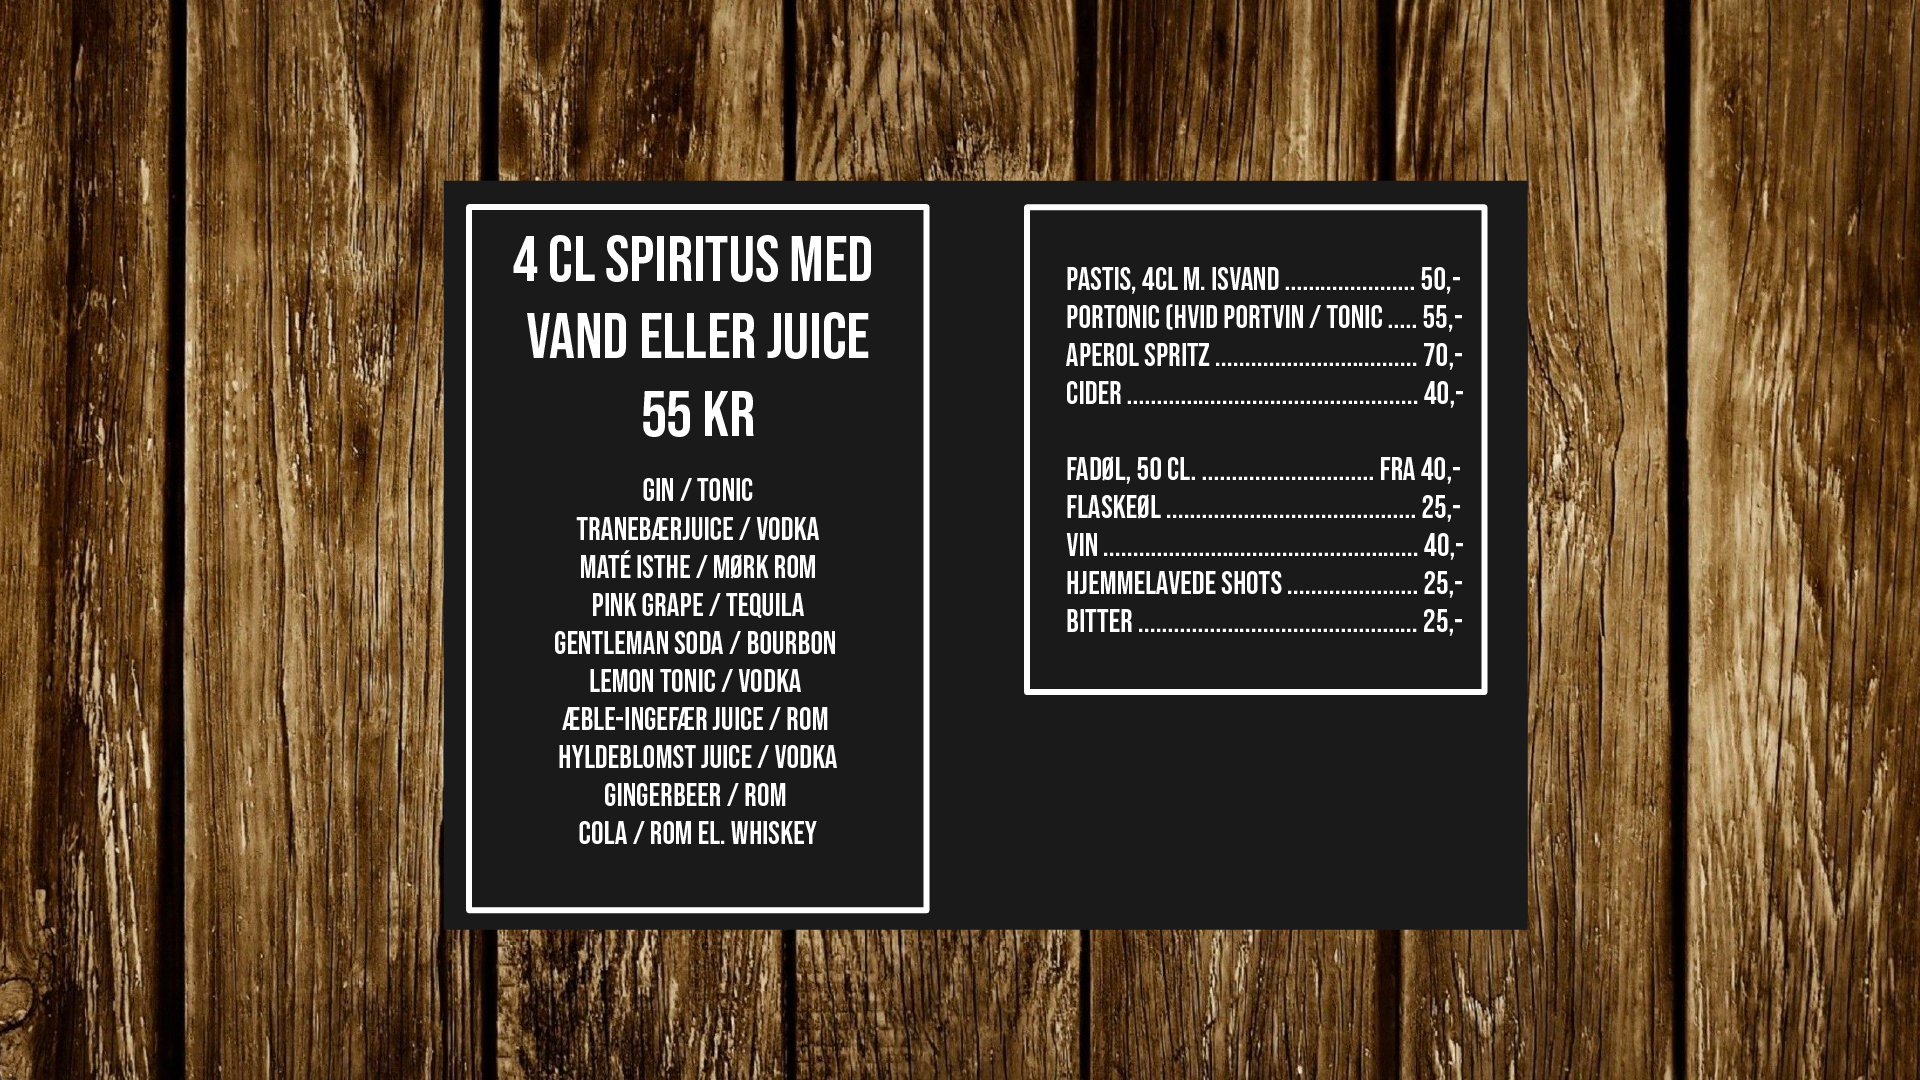 4 CL SPIRITUS MED
VAND ELLER JUICE
55 KR
GIN / TONIC
TRANEBÆRJUICE / VODKA
MATÉ ISTHE / MØRK ROM
PINK GRAPE / TEQUILA
GENTLEMAN SODA / BOURBON
LEMON TONIC / VODKA
ÆBLE-INGEFÆR JUICE / ROM
HYLDEBLOMST JUICE / VODKA
GINGERBEER / ROM
COLA / ROM EL. WHISKEY
PASTIS, 4CL M. ISVAND ...................... 50,-
PORTONIC (HVID PORTVIN / TONIC ..... 55,-
APEROL SPRITZ .................................. 70,-
CIDER ................................................. 40,-
FADØL, 50 CL. ............................. FRA 40,-
FLASKEØL .......................................... 25,-
VIN ..................................................... 40,-
HJEMMELAVEDE SHOTS ...................... 25,-
BITTER ............................................... 25,-